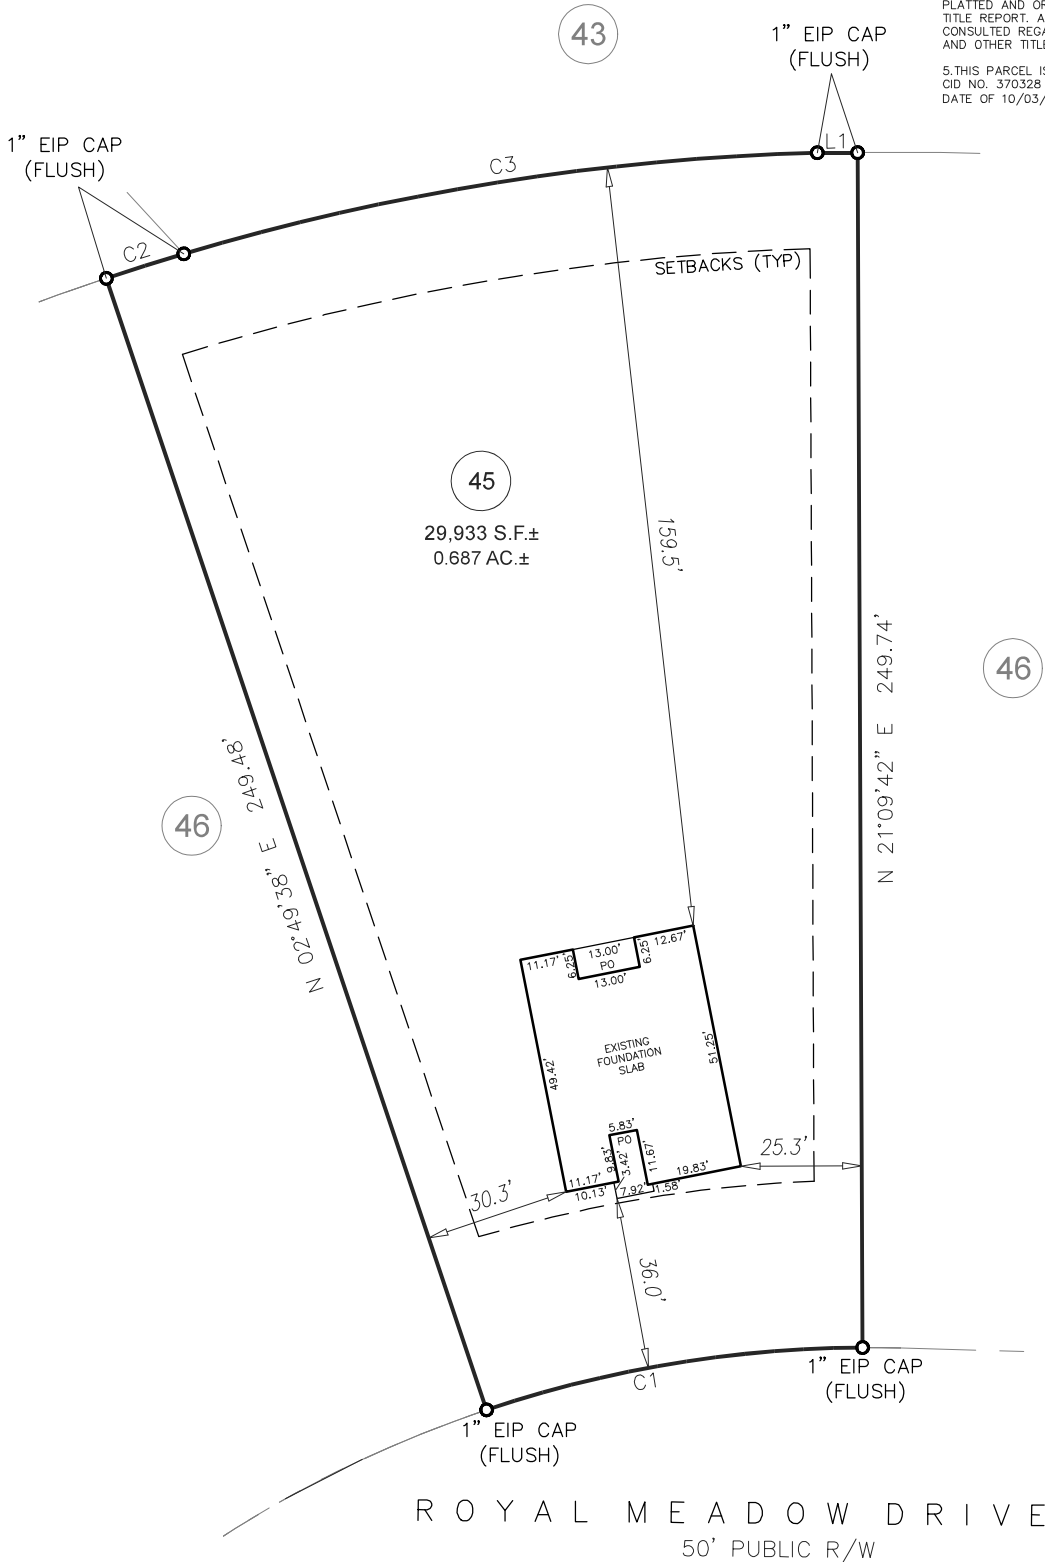 PLATTED AND
TITLE REPORT.
CONSULTED
AND OTHER
5.THIS PARCEL
CID NO. 370328
DATE OF 10/03/
43
1" EIP CAP
(FLUSH)
1" EIP CAP
(FLUSH)
L1
C3
C2
SETBACKS (TYP)
45
29,933 S.F.±
0.687 AC.±
159.5'
N 21°09'42" E 249.74'
46
46
N 02°49'38" E 249.48'
11.17'
6.25'
13.00'
PO
13.00'
6.25'
12.67'
EXISTING
FOUNDATION
SLAB
49.42'
51.25'
5.83'
PO
9.83'
3.42'
11.67'
11.17'
10.13'
7.92'
1.58'
19.83'
25.3'
30.3'
36.0'
C1
1" EIP CAP
(FLUSH)
1" EIP CAP
(FLUSH)
ROYAL MEADOW DRIVE
50' PUBLIC R/W